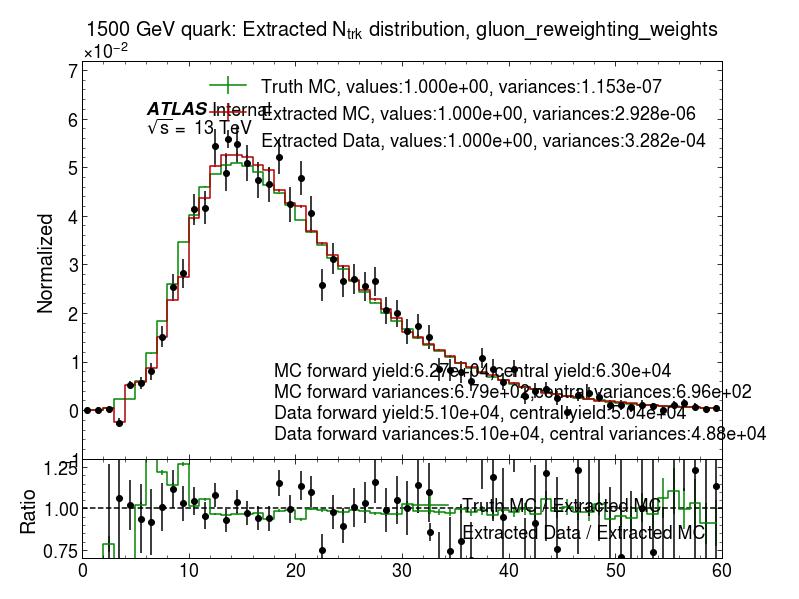 1500 GeV quark: Extracted Ntrk distribution, gluon_reweighting_weights
×10−2
Truth MC, values:1.000e+00, variances:1.153e-07
ATLAS Internal
Extracted MC, values:1.000e+00, variances:2.928e-06
√s = 13 TeV
Extracted Data, values:1.000e+00, variances:3.282e-04
Normalized
7
6
5
4
3
2
1
0
MC forward yield:6.27e+04, central yield:6.30e+04
MC forward variances:6.79e+02, central variances:6.96e+02
Data forward yield:5.10e+04, central yield:5.04e+04
Data forward variances:5.10e+04, central variances:4.88e+04
Ratio
1.25
1.00
0.75
Truth MC / Extracted MC
Extracted Data / Extracted MC
0 10 20 30 40 50 60